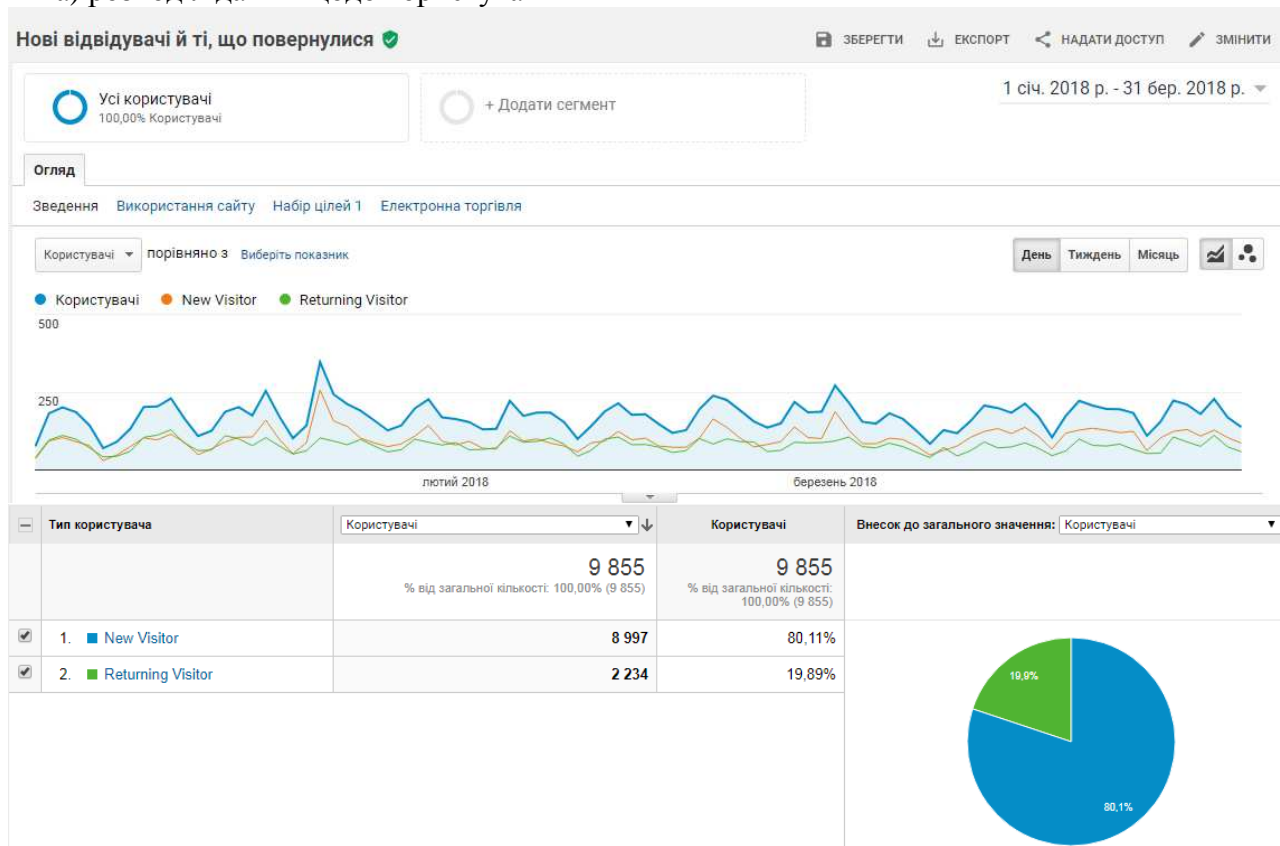 Нові відвідувачі й ті, що повернулися
ЗБЕРЕГТИ ЕКСПОРТ НАДАТИ ДОСТУП ЗМІНИТИ
Усі користувачі
100,00% Користувачі
+ Додати сегмент
1 січ. 2018 р. - 31 бер. 2018 р.
Огляд
Зведення Використання сайту Набір цілей 1 Електронна торгівля
Користувачі порівняно з Виберіть показник
День Тиждень Місяць
Користувачі New Visitor Returning Visitor
500
250
лютий 2018 березень 2018
Тип користувача Користувачі Користувачі Внесок до загального значення: Користувачі
9 855 9 855
% від загальної кількості: 100,00% (9 855) % від загальної кількості:
100,00% (9 855)
1. New Visitor 8 997 80,11%
2. Returning Visitor 2 234 19,89%
19,9%
80,1%